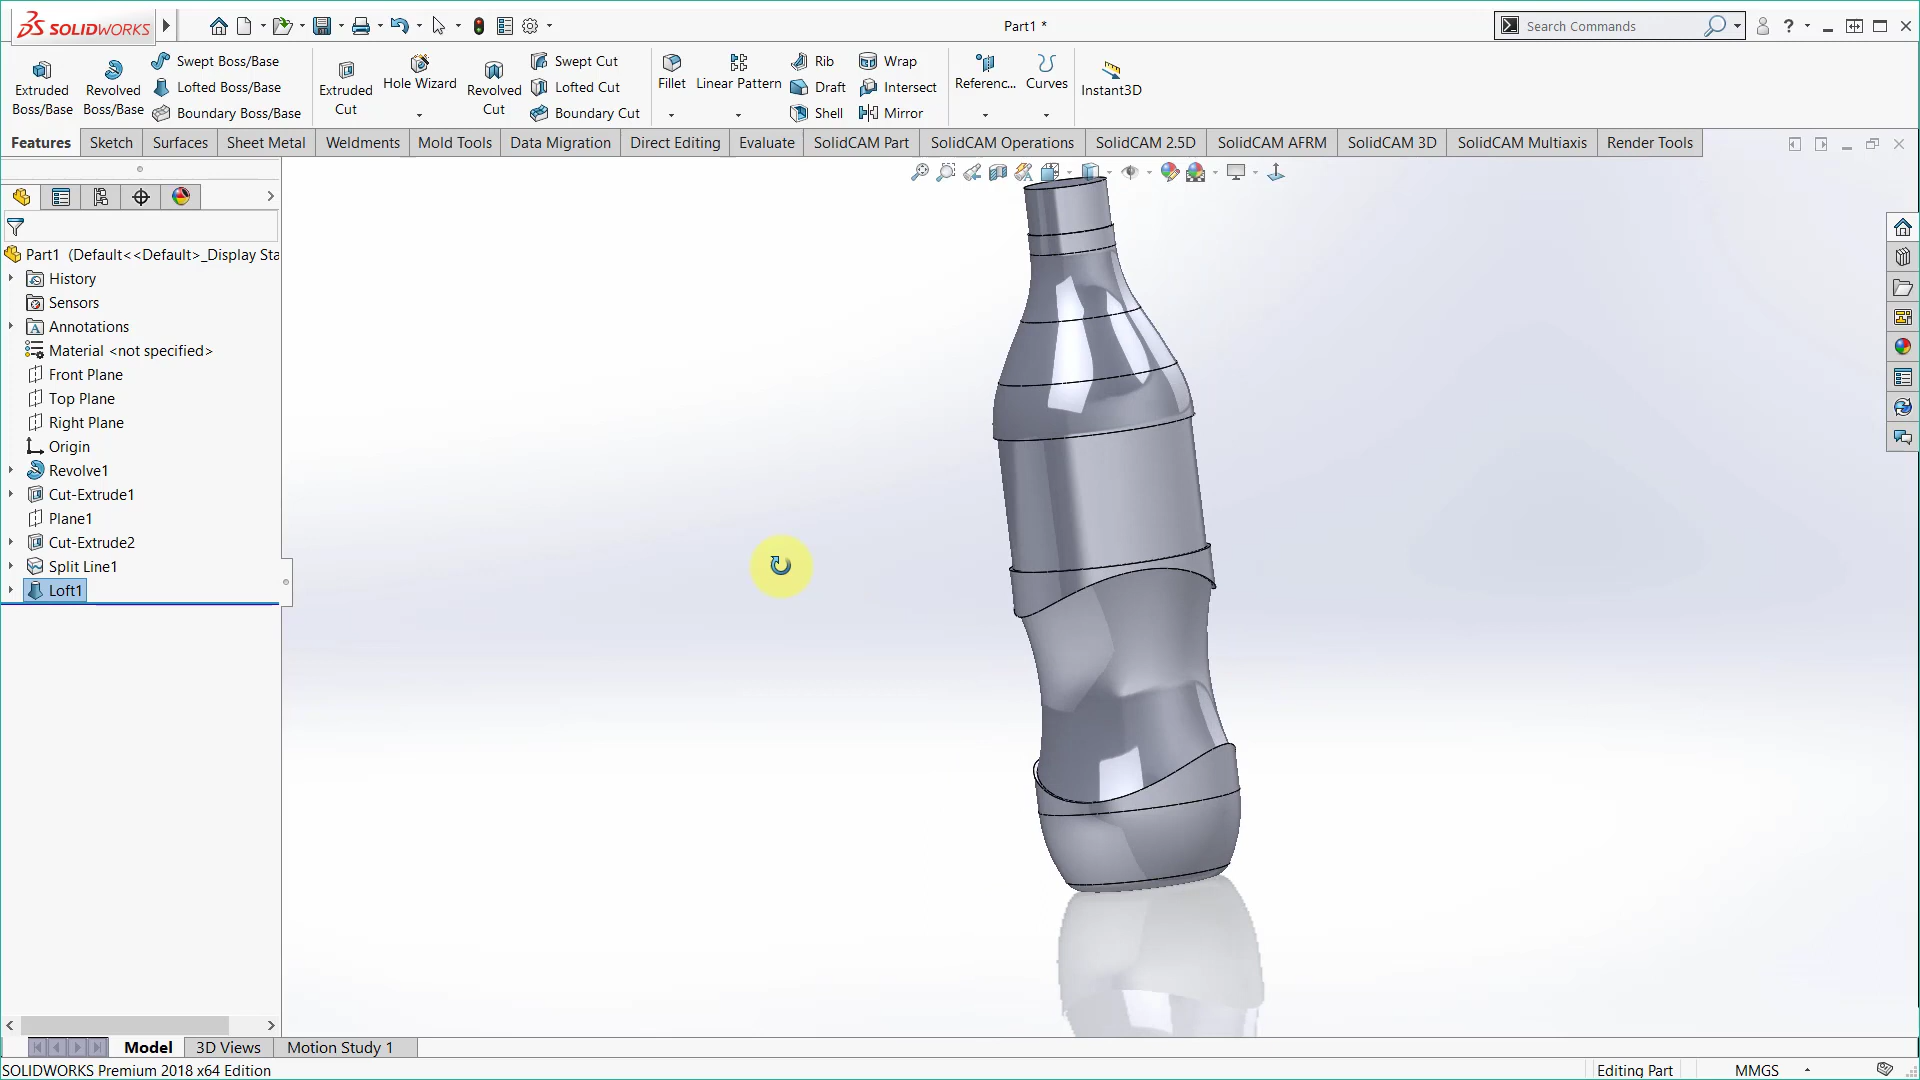 SOLIDWORKS
Part1 *
Search Commands
Extruded Boss/Base
Revolved Boss/Base
Swept Boss/Base
Lofted Boss/Base
Boundary Boss/Base
Extruded Cut
Hole Wizard
Revolved Cut
Swept Cut
Lofted Cut
Boundary Cut
Fillet
Linear Pattern
Rib
Draft
Shell
Wrap
Intersect
Mirror
Referenc...
Curves
Instant3D
Features Sketch Surfaces Sheet Metal Weldments Mold Tools Data Migration Direct Editing Evaluate SolidCAM Part SolidCAM Operations SolidCAM 2.5D SolidCAM AFRM SolidCAM 3D SolidCAM Multiaxis Render Tools
Part1 (Default<<Default>_Display Sta
History
Sensors
Annotations
Material <not specified>
Front Plane
Top Plane
Right Plane
Origin
Revolve1
Cut-Extrude1
Plane1
Cut-Extrude2
Split Line1
Loft1
Model 3D Views Motion Study 1
SOLIDWORKS Premium 2018 x64 Edition
Editing Part
MMGS